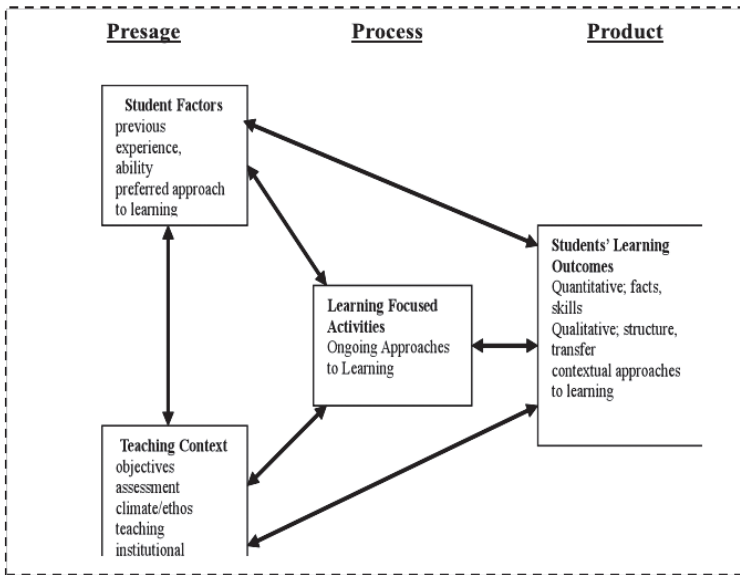 Presage
Process
Product
Student Factors
previous
experience,
ability
preferred approach
to learning
Students' Learning
Outcomes
Quantitative; facts,
skills
Qualitative; structure,
transfer
contextual approaches
to learning
Learning Focused
Activities
Ongoing Approaches
to Learning
Teaching Context
objectives
assessment
climate/ethos
teaching
institutional